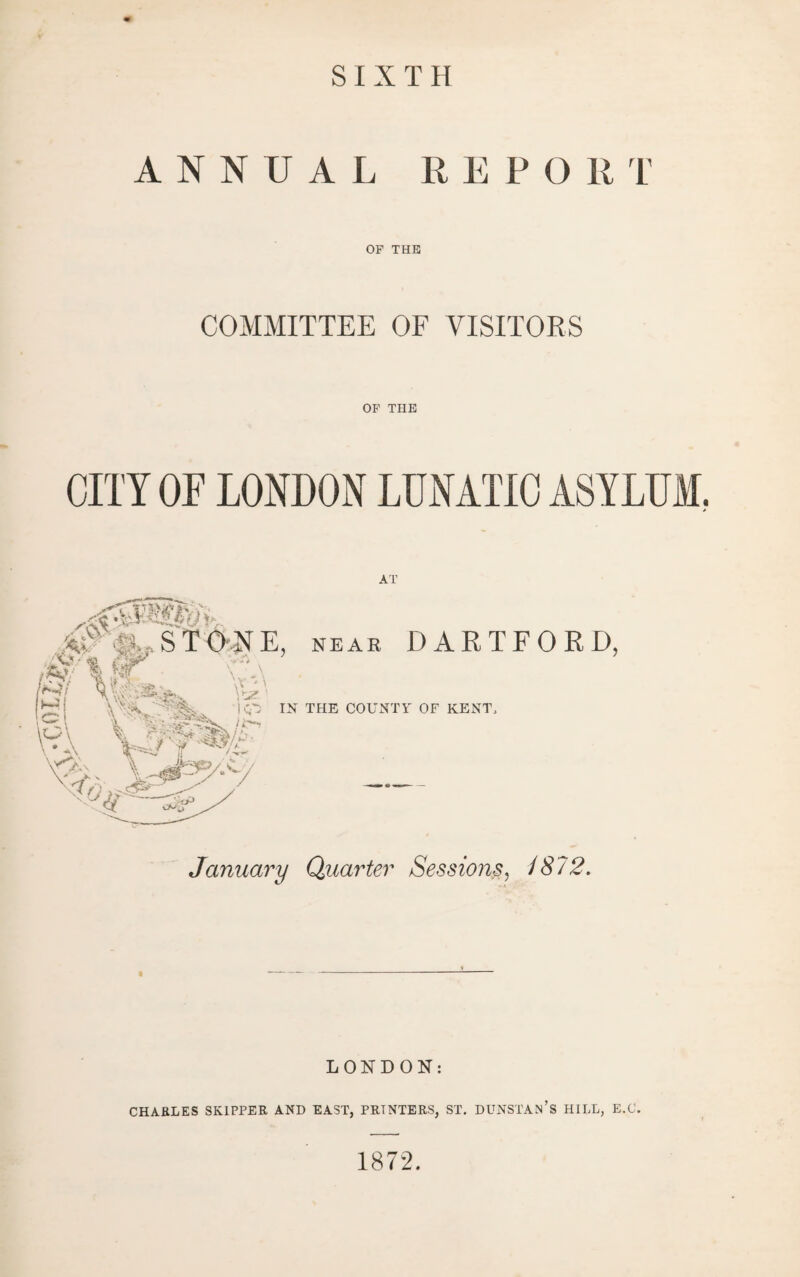 SIXTH
ANNUAL REPORT
OF THE
COMMITTEE OF VISITORS
OF THE
CITY OF LONDON LUNATIC ASYLUM,
AT
STONE, NEAR DARTFORD,
IN THE COUNTY OF KENT.
January Quarter Sessions, 1872.
LONDON:
CHARLES SKIPPER AND EAST, PRINTERS, ST. DUNSTAN'S HILL, E.C.
1872.